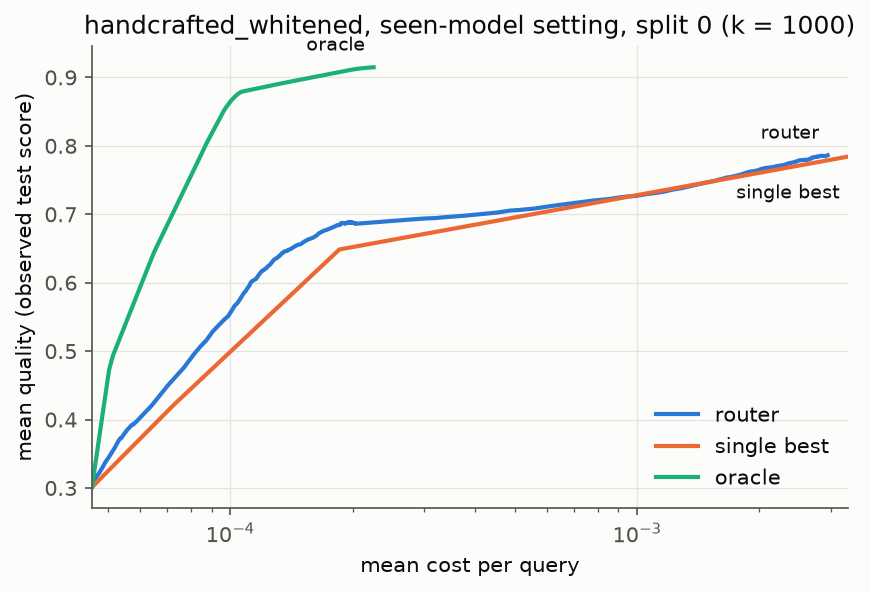 handcrafted_whitened, seen-model setting, split 0 (k = 1000)
oracle
router
single best
0.9
0.8
0.7
0.6
0.5
0.4
0.3
mean quality (observed test score)
router
single best
oracle
10⁻⁴
10⁻³
mean cost per query